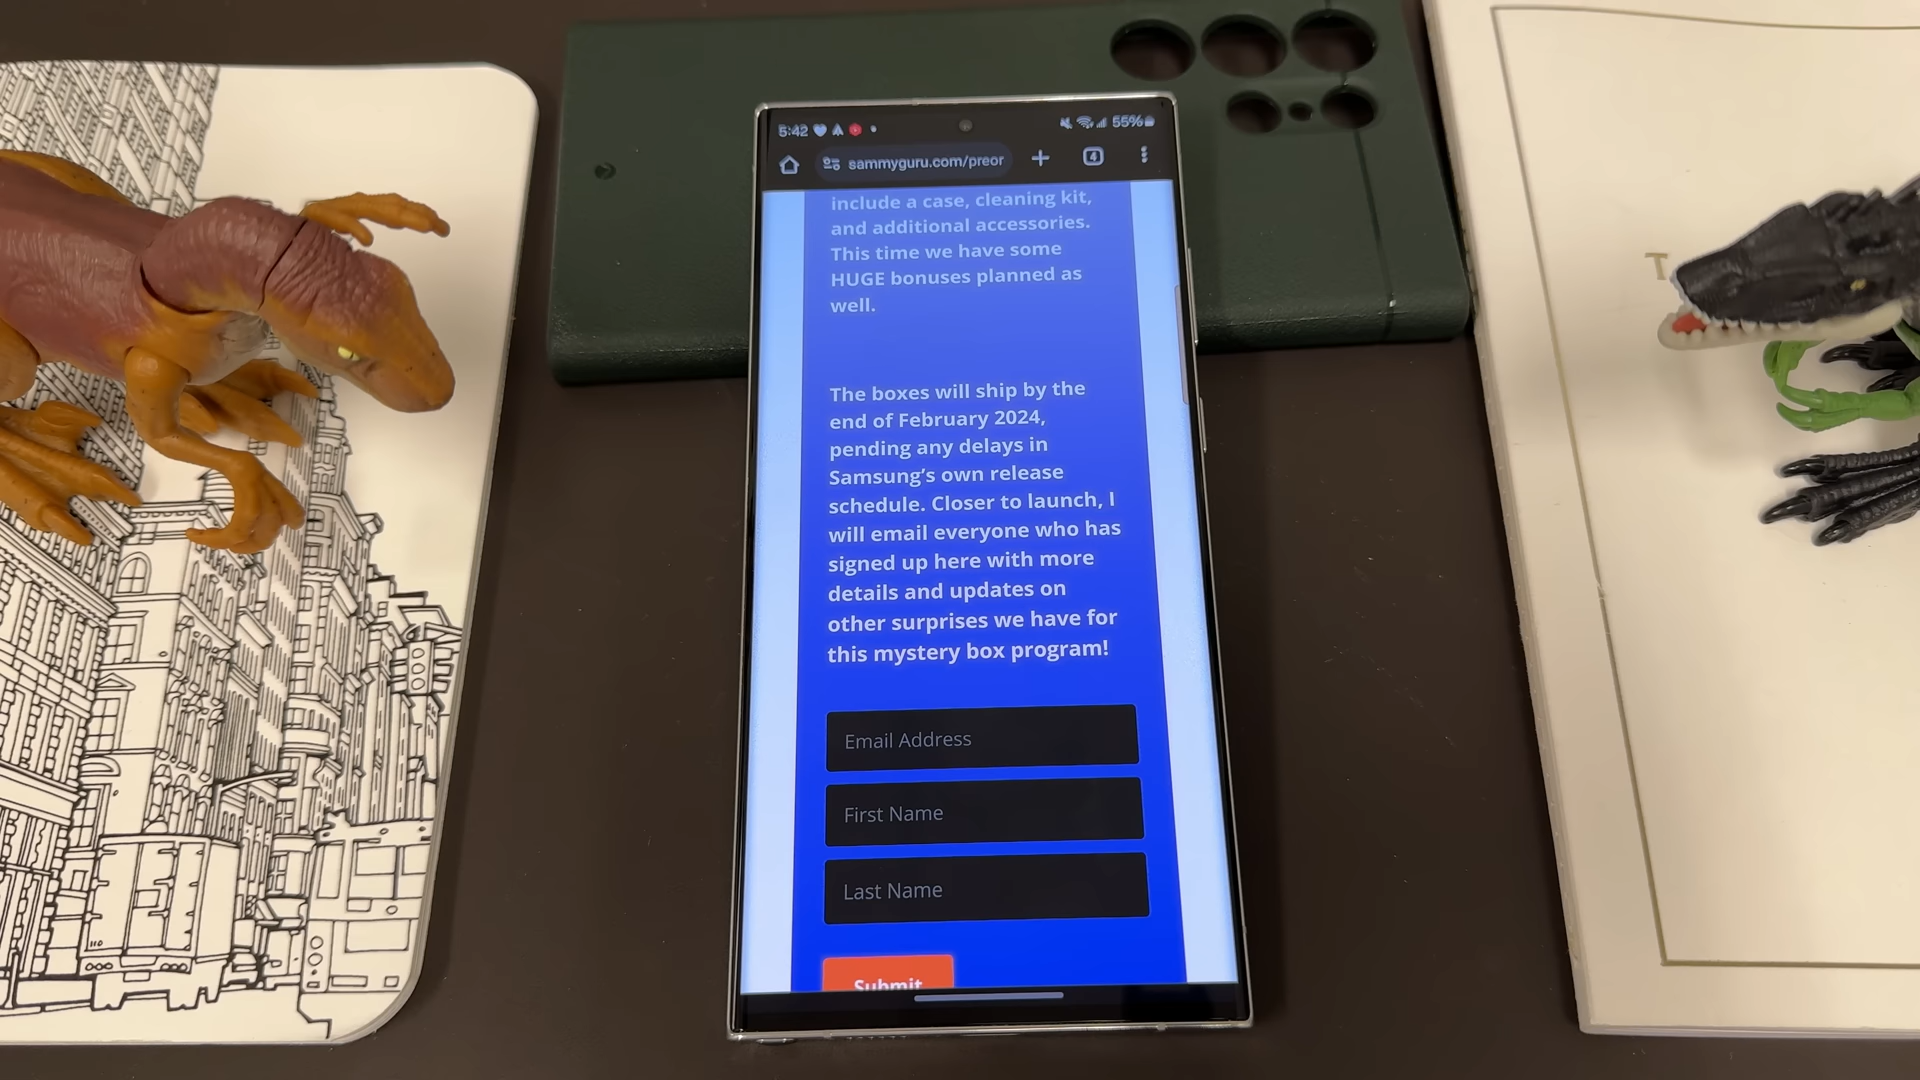 5:42
55%
sammyguru.com/preor
4
include a case, cleaning kit,
and additional accessories.
This time we have some
HUGE bonuses planned as
well.
The boxes will ship by the
end of February 2024,
pending any delays in
Samsung's own release
schedule. Closer to launch, I
will email everyone who has
signed up here with more
details and updates on
other surprises we have for
this mystery box program!
Email Address
First Name
Last Name
Submit
T
110